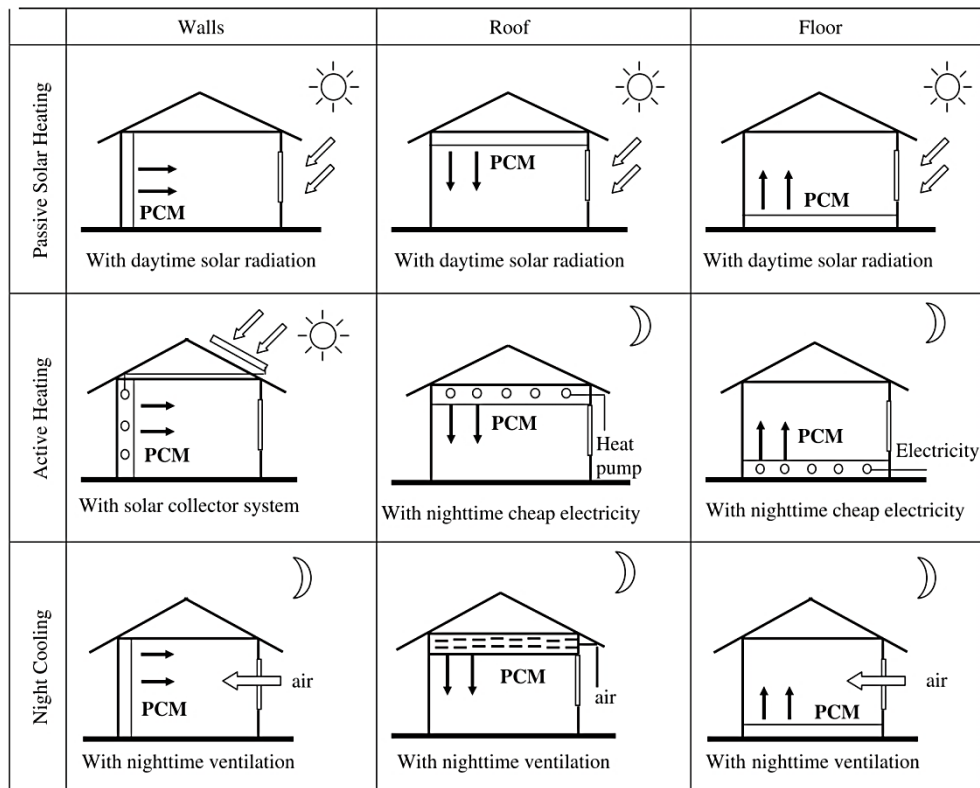 Walls
Roof
Floor
Passive Solar Heating
PCM
With daytime solar radiation
PCM
With daytime solar radiation
PCM
With daytime solar radiation
Active Heating
PCM
With solar collector system
PCM
Heat
pump
With nighttime cheap electricity
PCM
Electricity
With nighttime cheap electricity
Night Cooling
air
PCM
With nighttime ventilation
PCM
air
With nighttime ventilation
air
PCM
With nighttime ventilation